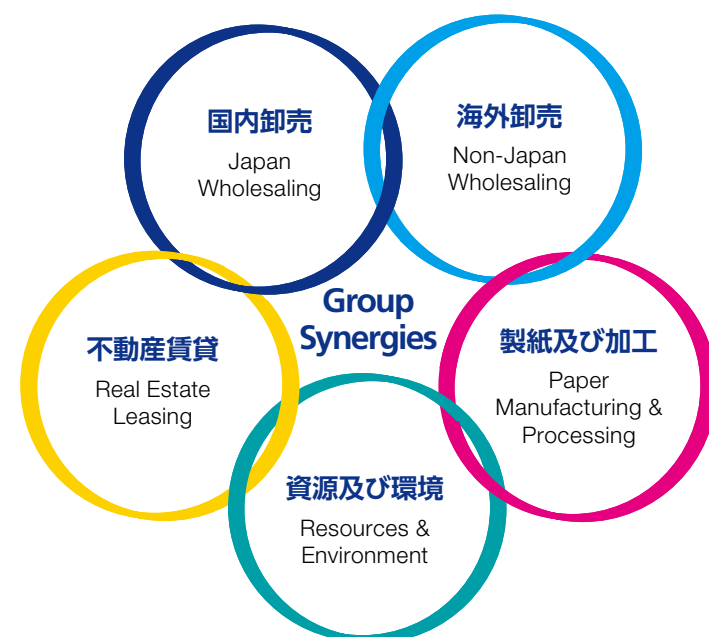 国内卸売
Japan
Wholesaling
海外卸売
Non-Japan
Wholesaling
Group
Synergies
不動産賃貸
Real Estate
Leasing
製紙及び加工
Paper
Manufacturing &
Processing
資源及び環境
Resources &
Environment